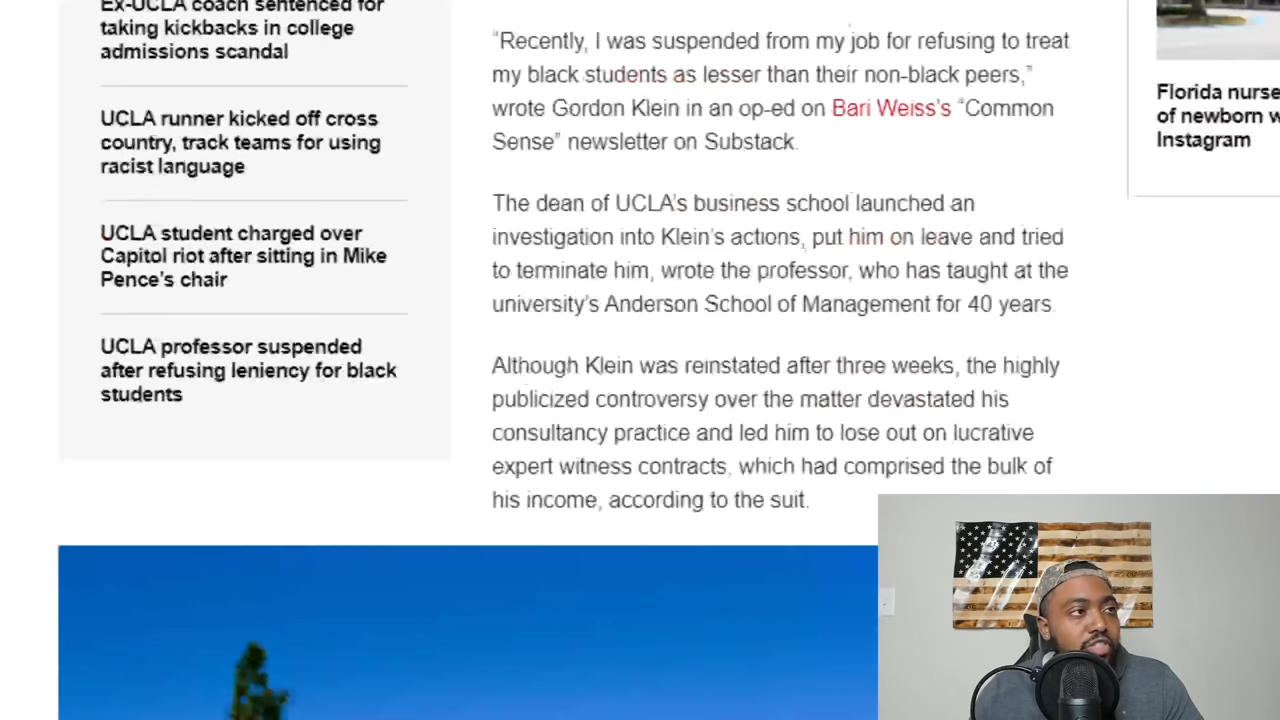 Ex-UCLA coach sentenced for
taking kickbacks in college
admissions scandal
UCLA runner kicked off cross
country, track teams for using
racist language
UCLA student charged over
Capitol riot after sitting in Mike
Pence's chair
UCLA professor suspended
after refusing leniency for black
students
“Recently, I was suspended from my job for refusing to treat
my black students as lesser than their non-black peers,”
wrote Gordon Klein in an op-ed on Bari Weiss’s “Common
Sense” newsletter on Substack.
The dean of UCLA’s business school launched an
investigation into Klein’s actions, put him on leave and tried
to terminate him, wrote the professor, who has taught at the
university’s Anderson School of Management for 40 years.
Although Klein was reinstated after three weeks, the highly
publicized controversy over the matter devastated his
consultancy practice and led him to lose out on lucrative
expert witness contracts, which had comprised the bulk of
his income, according to the suit.
Florida nurse
of newborn w
Instagram